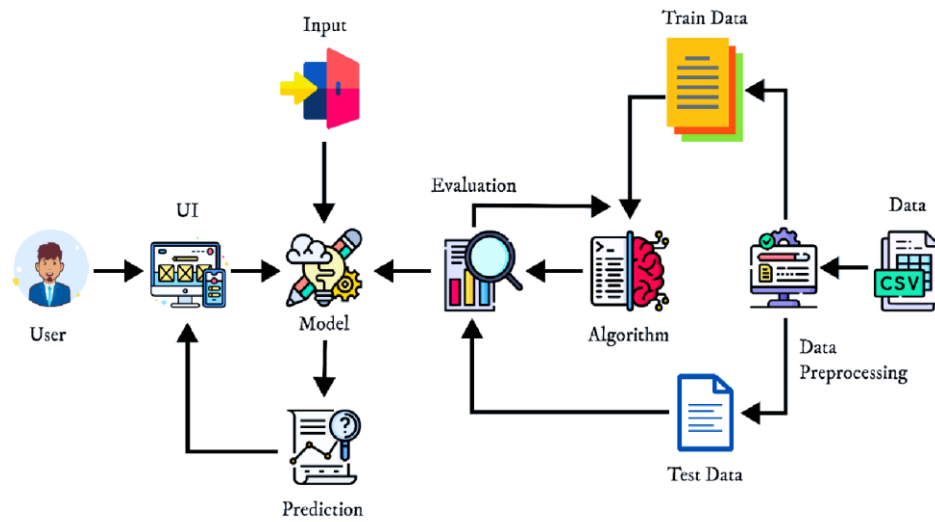 Input
Train Data
Evaluation
UI
Data
CSV
User
Model
Algorithm
Data
Preprocessing
Test Data
Prediction